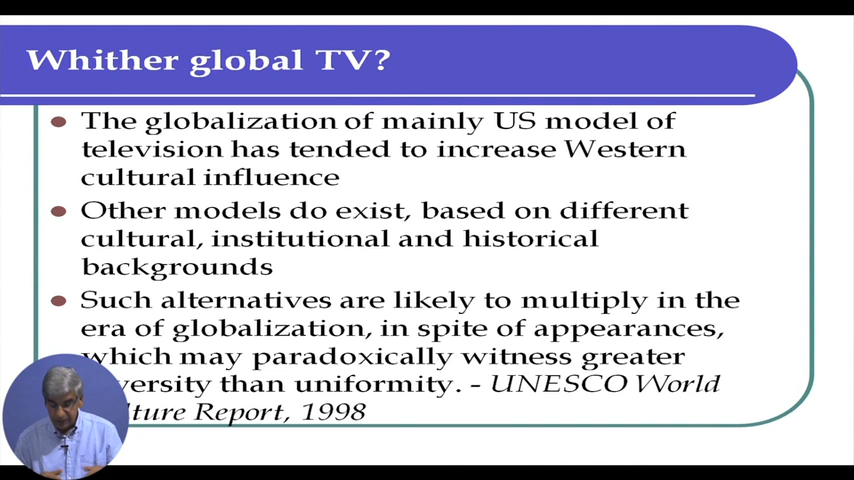 Whither global TV?
The globalization of mainly US model of
television has tended to increase Western
cultural influence
Other models do exist, based on different
cultural, institutional and historical
backgrounds
Such alternatives are likely to multiply in the
era of globalization, in spite of appearances,
which may paradoxically witness greater
versity than uniformity. - UNESCO World
lture Report, 1998